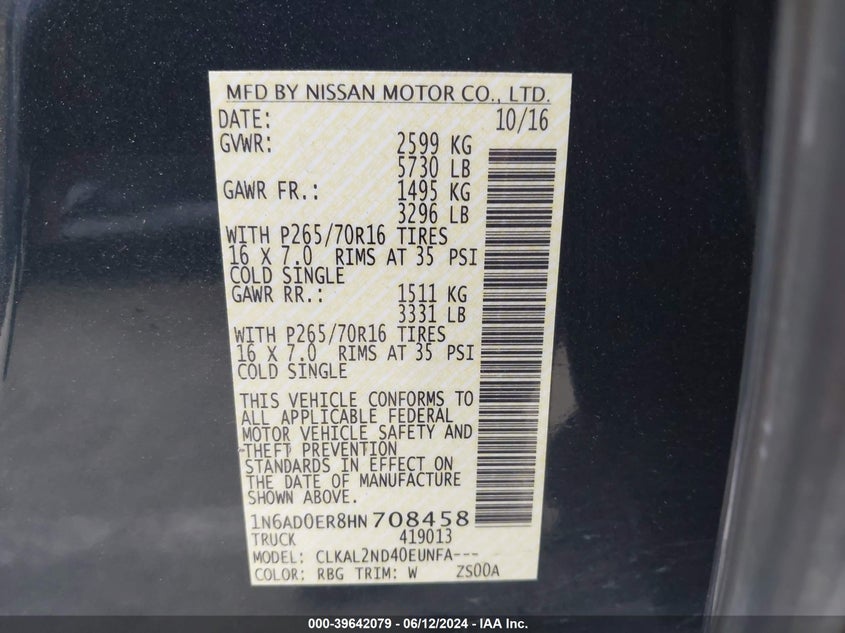 MFD BY NISSAN MOTOR CO., LTD.
DATE: 10/16
GVWR: 2599 KG
5730 LB
GAWR FR.: 1495 KG
3296 LB
WITH P265/70R16 TIRES
16 X 7.0 RIMS AT 35 PSI
COLD SINGLE
GAWR RR.: 1511 KG
3331 LB
WITH P265/70R16 TIRES
16 X 7.0 RIMS AT 35 PSI
COLD SINGLE
THIS VEHICLE CONFORMS TO
ALL APPLICABLE FEDERAL
MOTOR VEHICLE SAFETY AND
THEFT PREVENTION
STANDARDS IN EFFECT ON
THE DATE OF MANUFACTURE
SHOWN ABOVE.
1N6AD0ER8HN708458
TRUCK 419013
MODEL: CLKAL2ND40EUNFA---
COLOR: RBG TRIM: W ZS00A
000-39642079 - 06/12/2024 - IAA Inc.